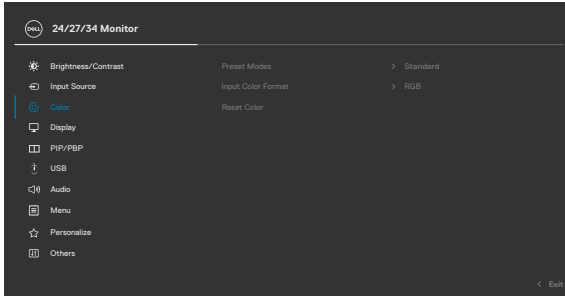 DELL 24/27/34 Monitor
Brightness/Contrast Preset Modes > Standard
Input Source Input Color Format > RGB
Color Reset Color
Display
PIP/PBP
USB
Audio
Menu
Personalize
Others
< Exit